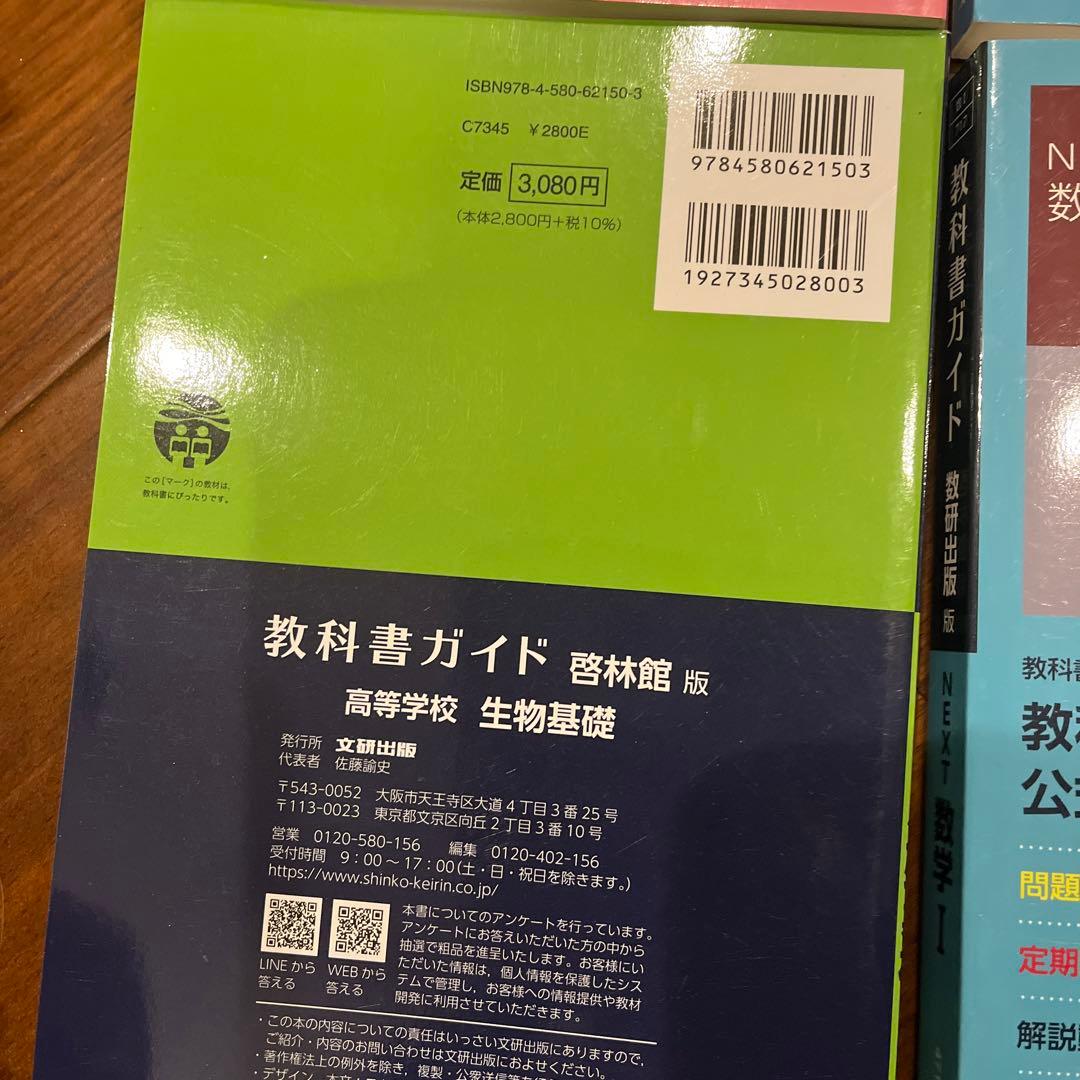 ISBN978-4-580-62150-3
C7345 ¥2800E
定価 3,080円
(本体2,800円+税10%)
9784580621503
1927345028003
この[マーク]の教材は、
教科書にぴったりです。
教科書ガイド 啓林館 版
高等学校 生物基礎
発行所 文研出版
代表者 佐藤諭史
〒543-0052 大阪市天王寺区大道4丁目3番25号
〒113-0023 東京都文京区向丘2丁目3番10号
営業 0120-580-156 編集 0120-402-156
受付時間 9:00～17:00(土・日・祝日を除きます。)
https://www.shinko-keirin.co.jp/
LINEから
答える
WEBから
答える
本書についてのアンケートを行っています。
アンケートにお答えいただいた方の中から
抽選で粗品を進呈いたします。お客様にい
ただいた情報は、個人情報を保護したシス
テムで管理し、お客様への情報提供や教材
開発に利用させていただきます。
・この本の内容についての責任はいっさい文研出版にありますので、
ご紹介・内容のお問い合わせは文研出版におよせください。
・著作権法上の例外を除き、複製・公衆送信等を
・デザイン
教科書ガイド 数研出版 版 NEXT 数学 I
N
数
教科書
教科
公式
問題
定期
解説動